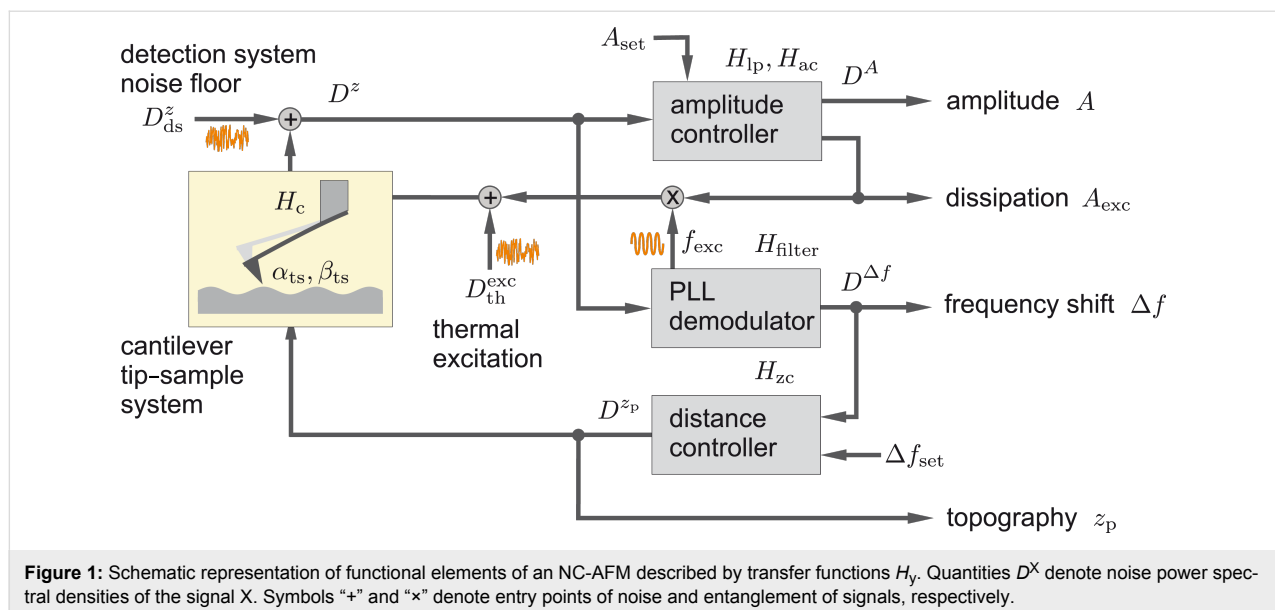 detection system
noise floor
D^z_ds
D^z
A_set
H_lp, H_ac
amplitude
controller
D^A
amplitude A
H_c
α_ts, β_ts
+
+
×
D^exc_th
thermal
excitation
f_exc
dissipation A_exc
H_filter
PLL
demodulator
D^Δf
frequency shift Δf
cantilever
tip–sample
system
H_zc
D^z_p
distance
controller
Δf_set
topography z_p
Figure 1: Schematic representation of functional elements of an NC-AFM described by transfer functions H_y. Quantities D^X denote noise power spec-
tral densities of the signal X. Symbols “+” and “×” denote entry points of noise and entanglement of signals, respectively.